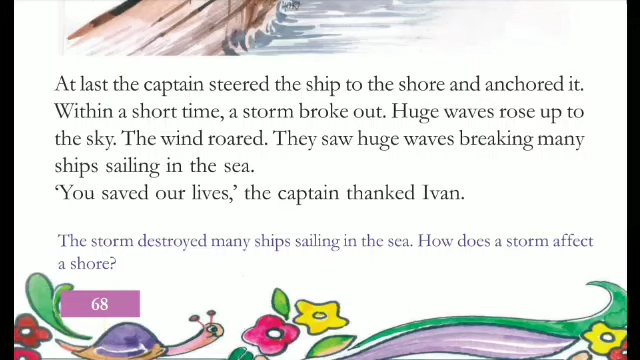 At last the captain steered the ship to the shore and anchored it.
Within a short time, a storm broke out. Huge waves rose up to
the sky. The wind roared. They saw huge waves breaking many
ships sailing in the sea.
‘You saved our lives,’ the captain thanked Ivan.
The storm destroyed many ships sailing in the sea. How does a storm affect
a shore?
68